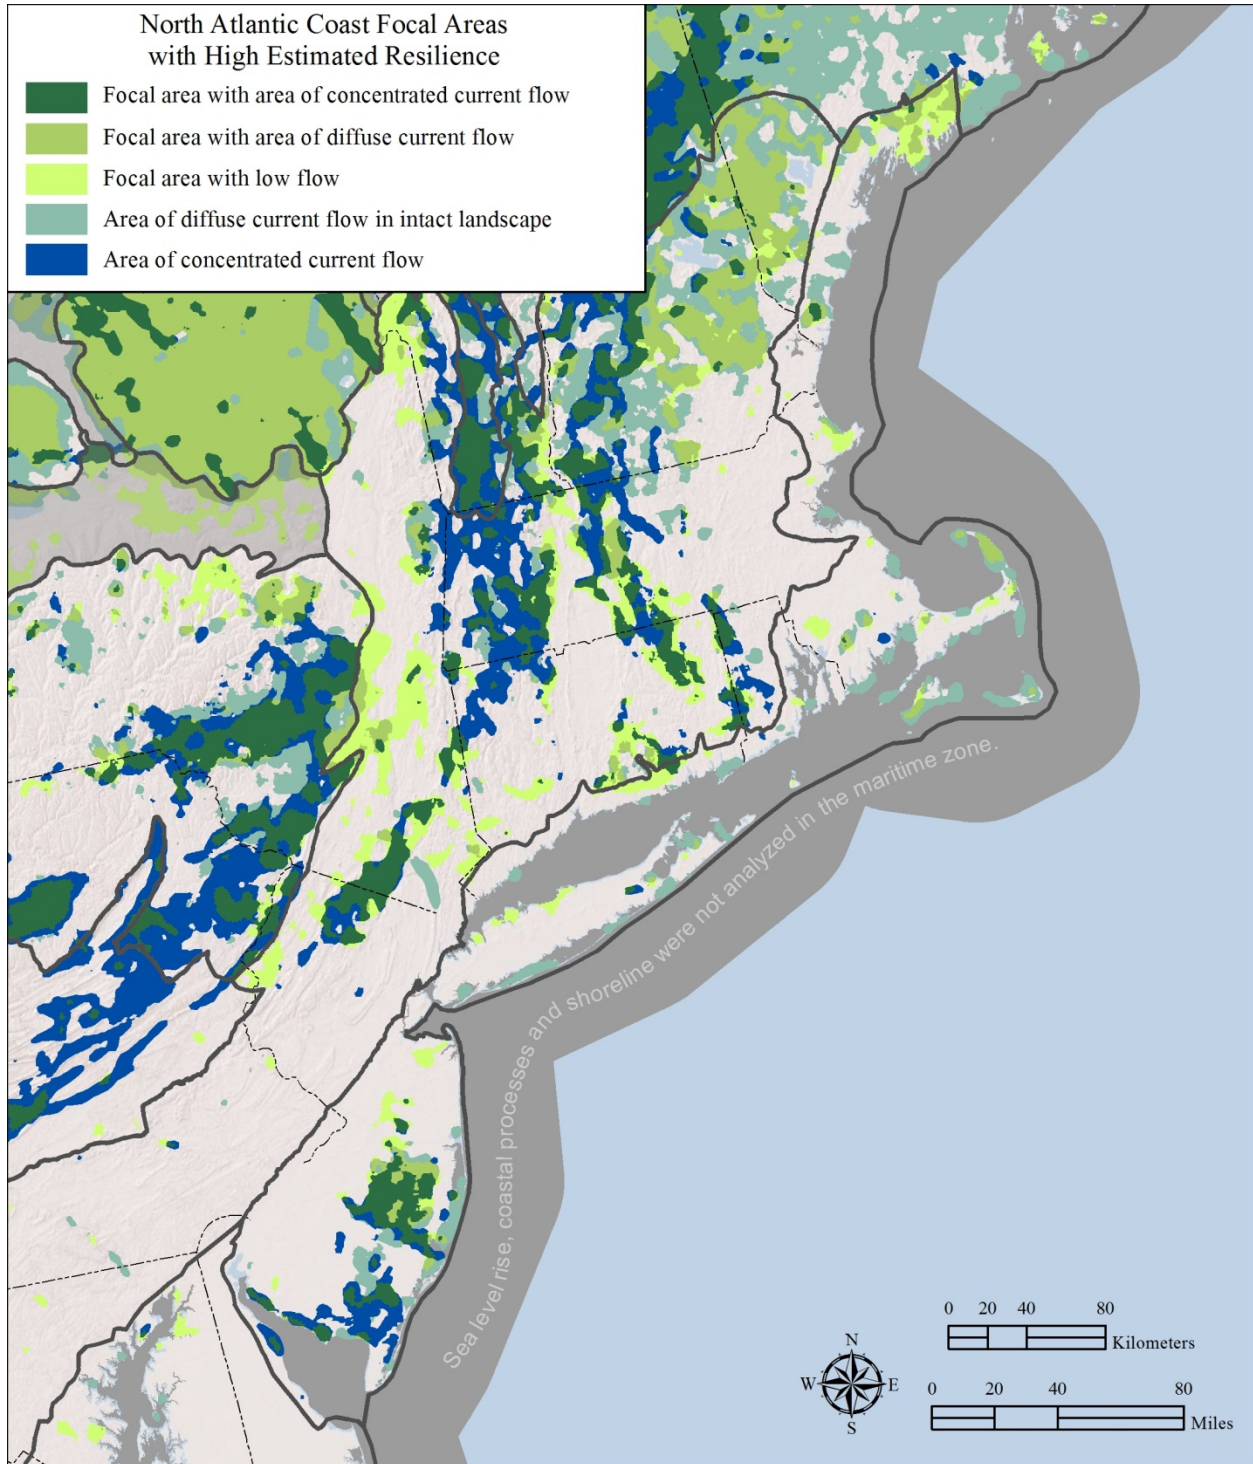 North Atlantic Coast Focal Areas
with High Estimated Resilience
Focal area with area of concentrated current flow
Focal area with area of diffuse current flow
Focal area with low flow
Area of diffuse current flow in intact landscape
Area of concentrated current flow
Sea level rise, coastal processes and shoreline were not analyzed in the maritime zone.
N
W E
S
0 20 40 80
Kilometers
0 20 40 80
Miles